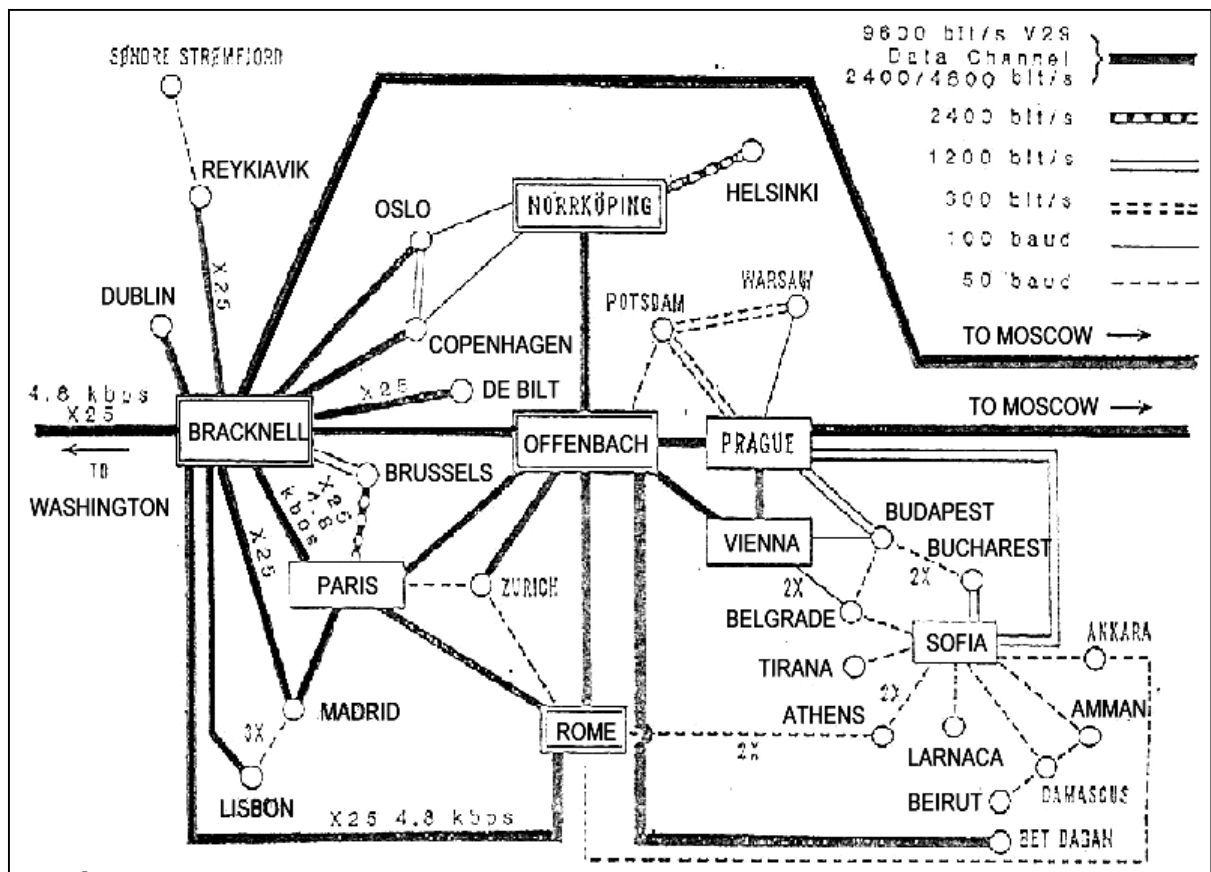 9600 bit/s V29
Data Channel
2400/4800 bit/s
2400 bit/s
1200 bit/s
300 bit/s
100 baud
50 baud
SØNDRE STRØMFJORD
REYKIAVIK
X25
DUBLIN
OSLO
NORRKÖPING
HELSINKI
COPENHAGEN
POTSDAM
WARSAW
TO MOSCOW
4.8 kbps
X25
BRACKNELL
X25
DE BILT
OFFENBACH
PRAGUE
TO MOSCOW
TO
WASHINGTON
BRUSSELS
X25
4.8
kbps
X25
PARIS
ZURICH
VIENNA
BUDAPEST
BUCHAREST
2X
2X
BELGRADE
SOFIA
ANKARA
TIRANA
2X
MADRID
3X
LISBON
ROME
2X
ATHENS
LARNACA
AMMAN
BEIRUT
DAMASCUS
X25 4.8 kbps
BET DAGAN